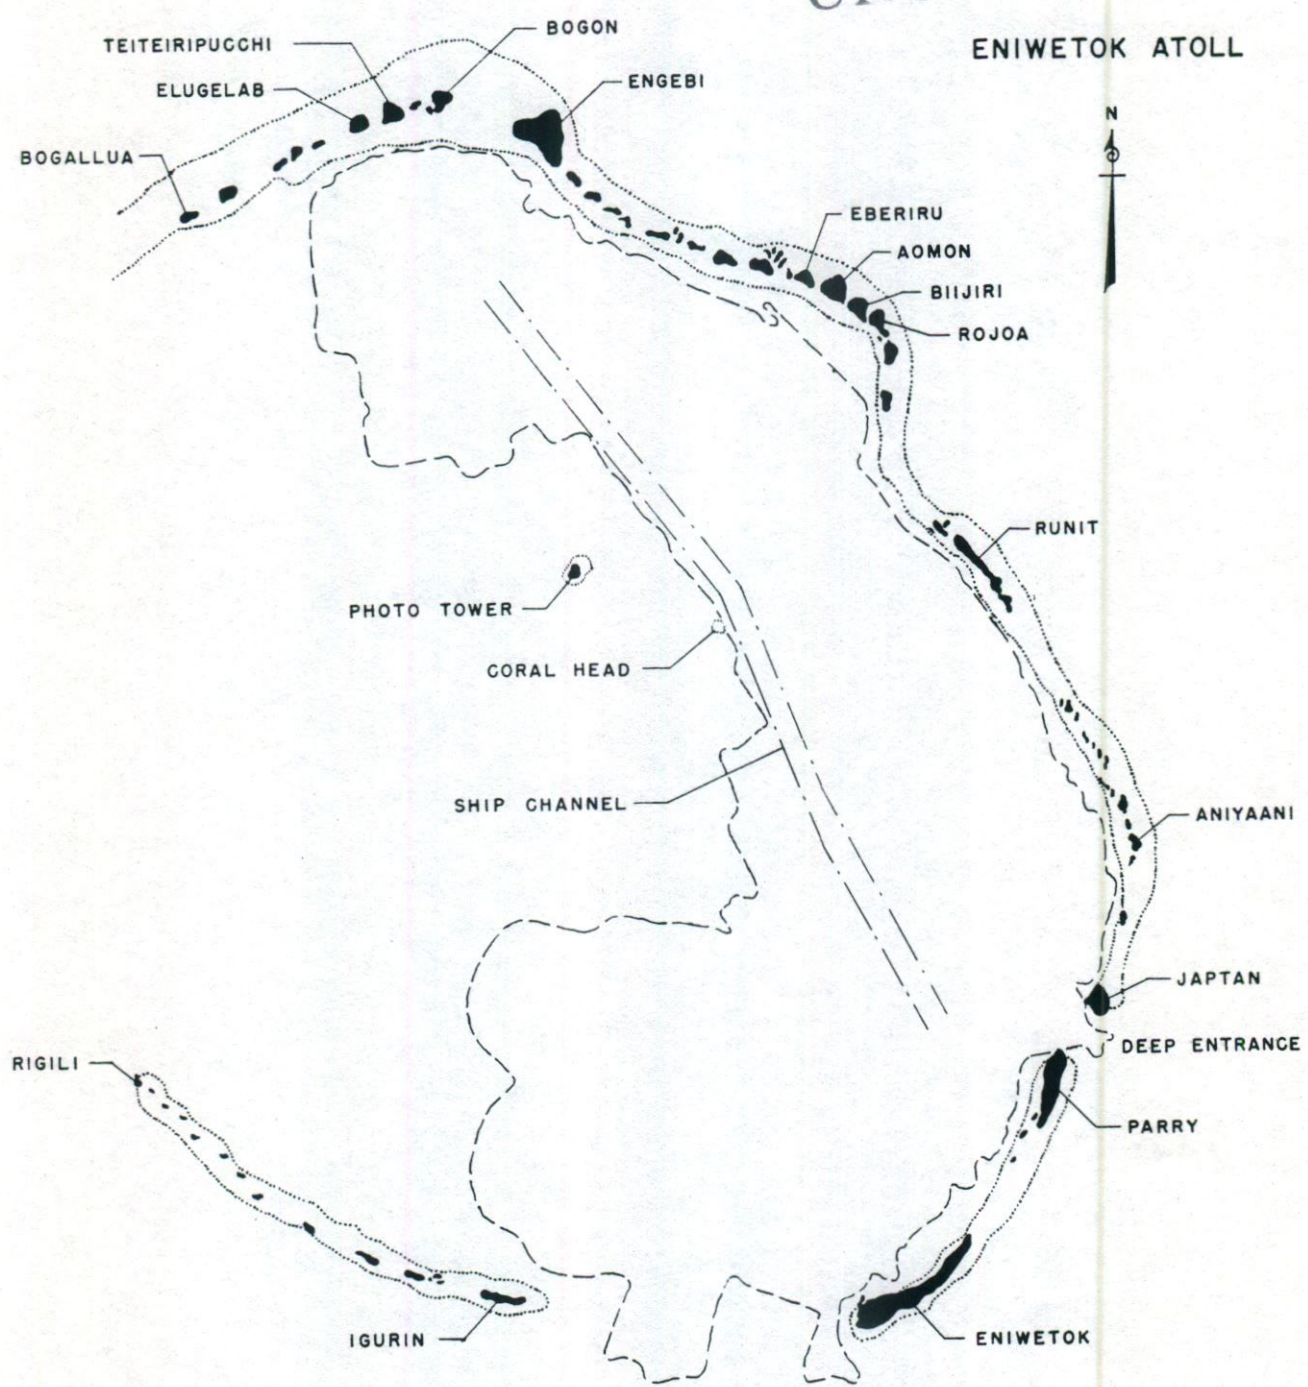 ENIWETOK ATOLL
BOGON
TEITEIRIPUCCHI
ENGEBI
ELUGELAB
N
BOGALLUA
EBERIRU
AOMON
BIIJIRI
ROJOA
RUNIT
PHOTO TOWER
CORAL HEAD
SHIP CHANNEL
ANIYAANI
JAPTAN
DEEP ENTRANCE
RIGILI
PARRY
IGURIN
ENIWETOK